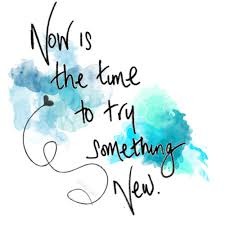 Now is
the time
to try
something
New.